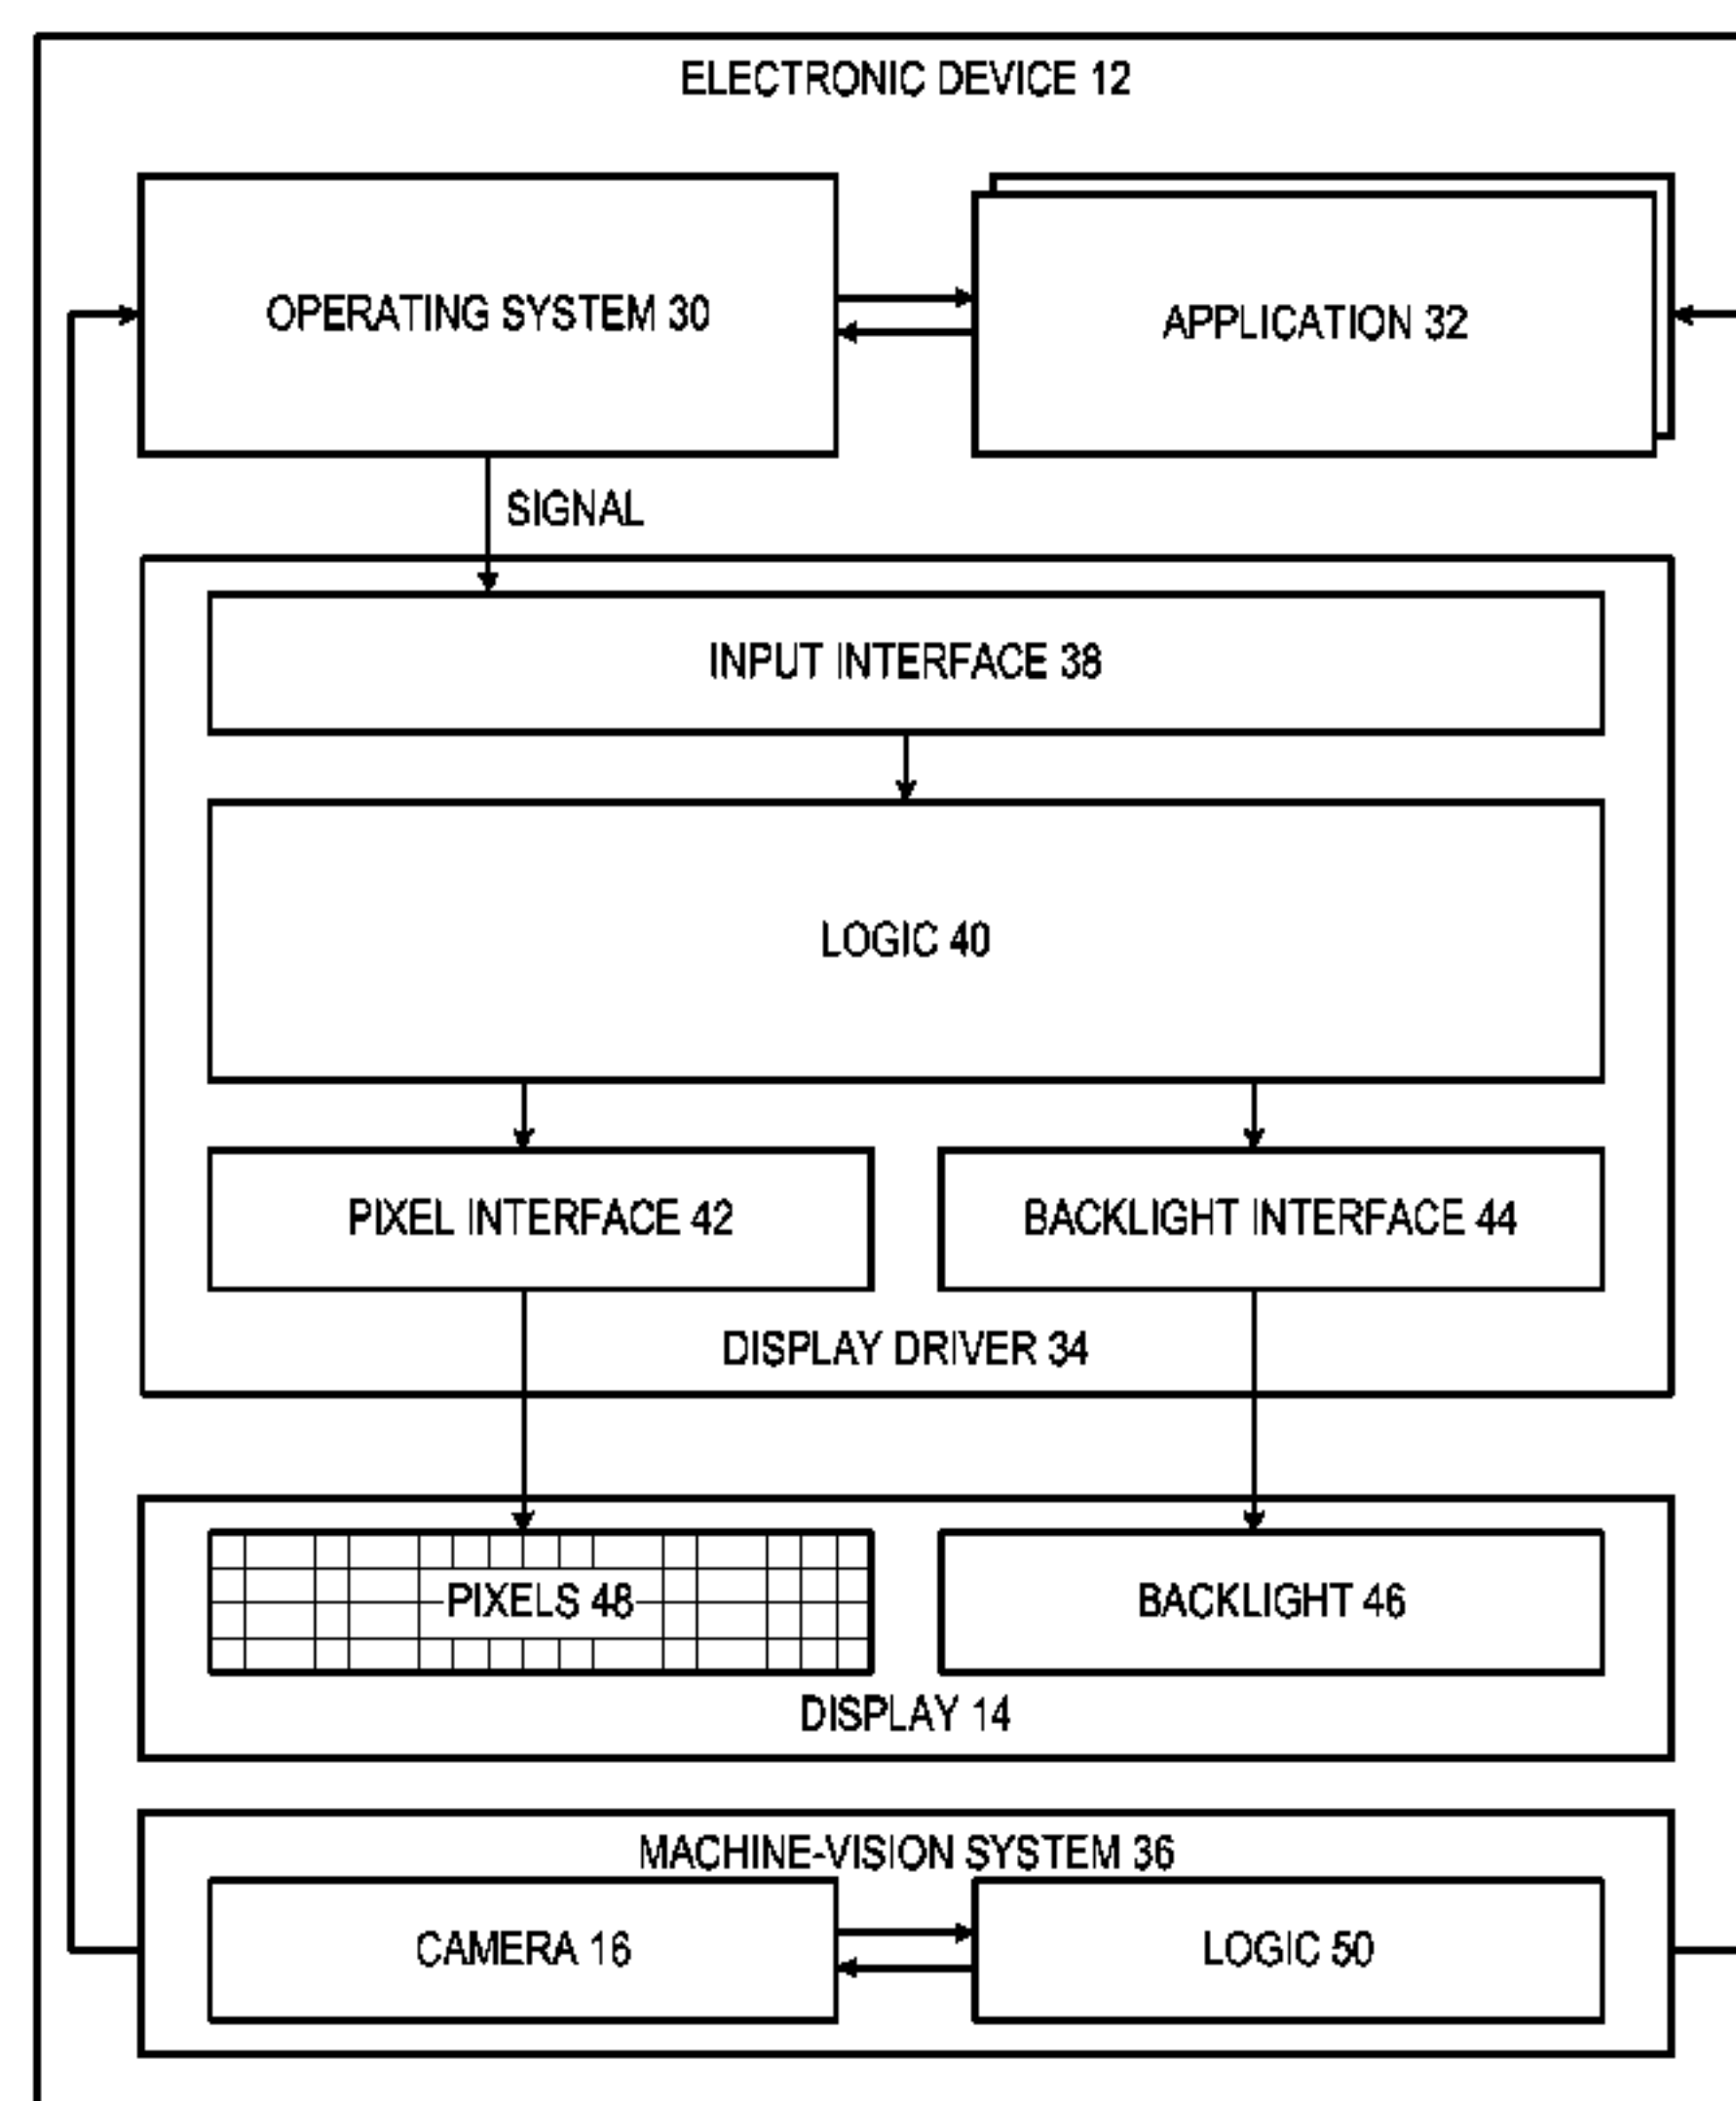 ELECTRONIC DEVICE 12
OPERATING SYSTEM 30
APPLICATION 32
SIGNAL
INPUT INTERFACE 38
LOGIC 40
PIXEL INTERFACE 42
BACKLIGHT INTERFACE 44
DISPLAY DRIVER 34
PIXELS 48
BACKLIGHT 46
DISPLAY 14
MACHINE-VISION SYSTEM 36
CAMERA 16
LOGIC 50